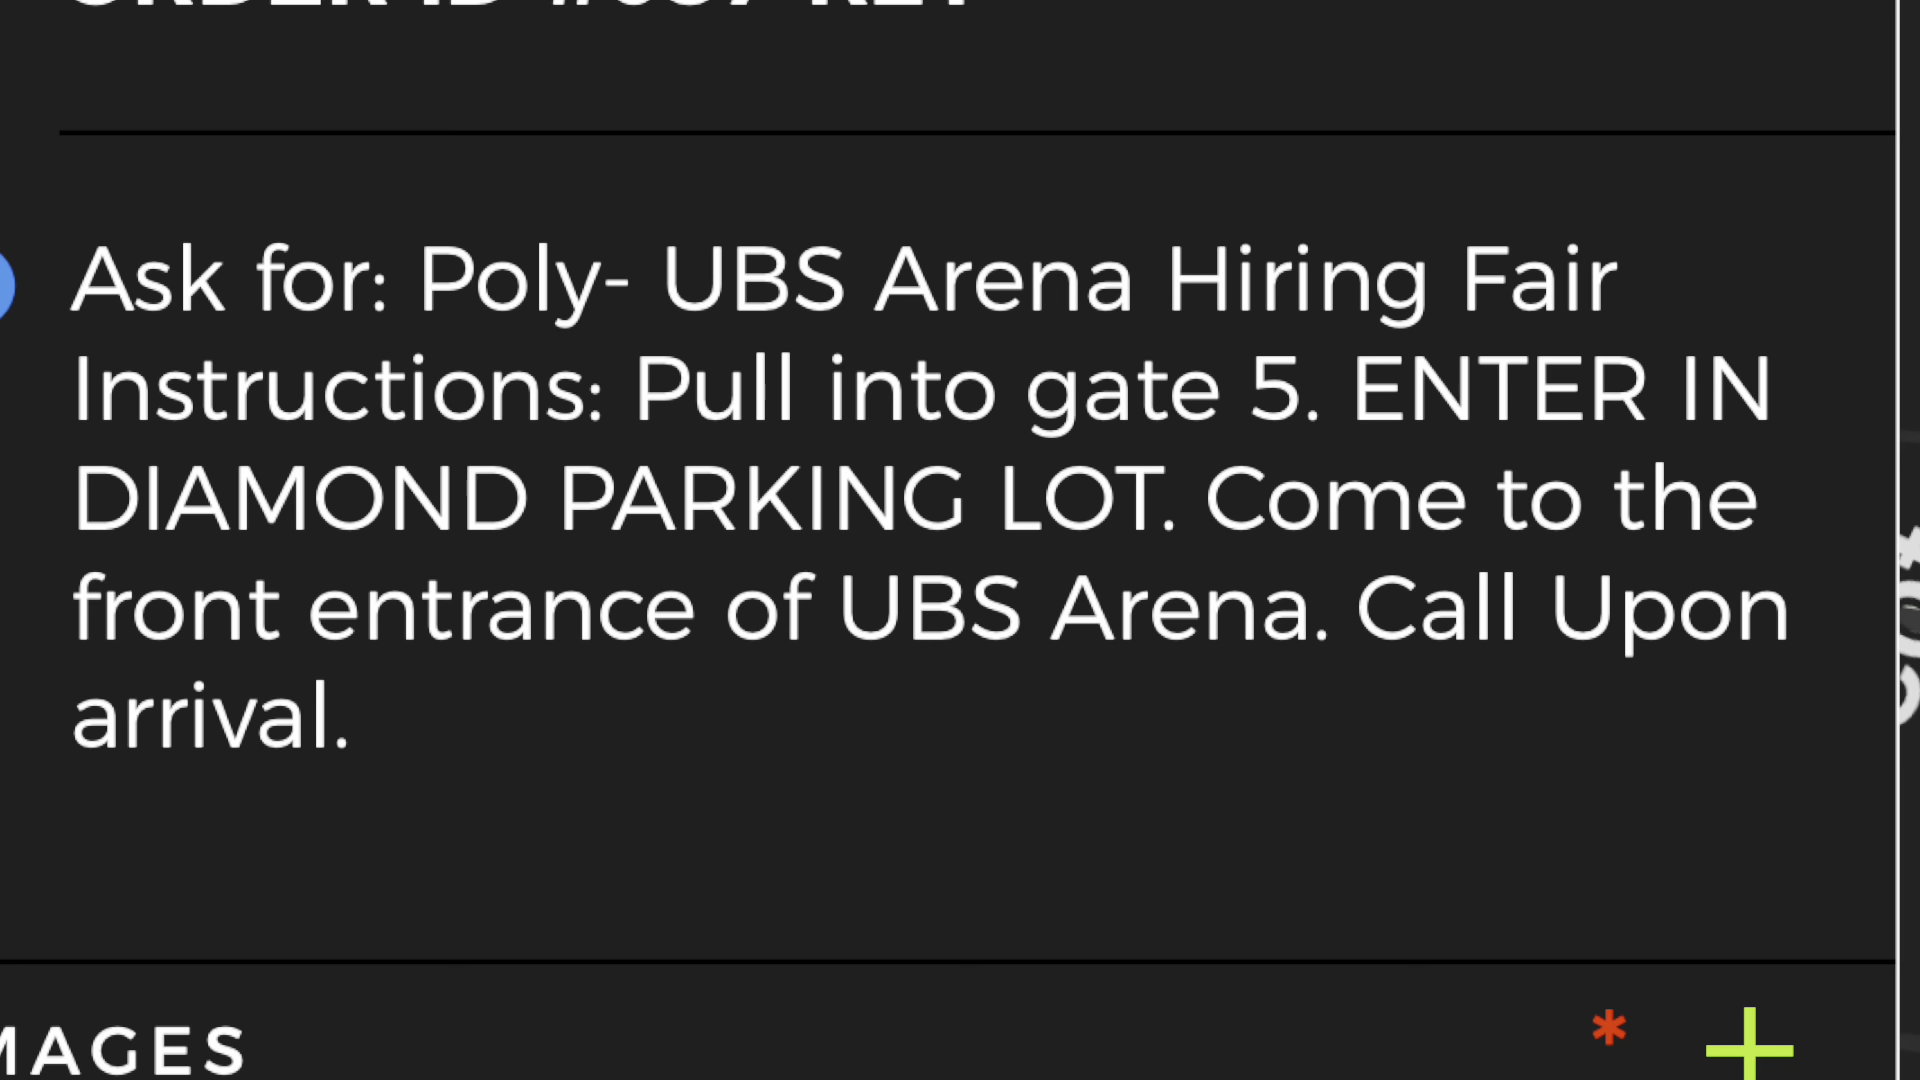 Ask for: Poly- UBS Arena Hiring Fair
Instructions: Pull into gate 5. ENTER IN
DIAMOND PARKING LOT. Come to the
front entrance of UBS Arena. Call Upon
arrival.
MAGES
*